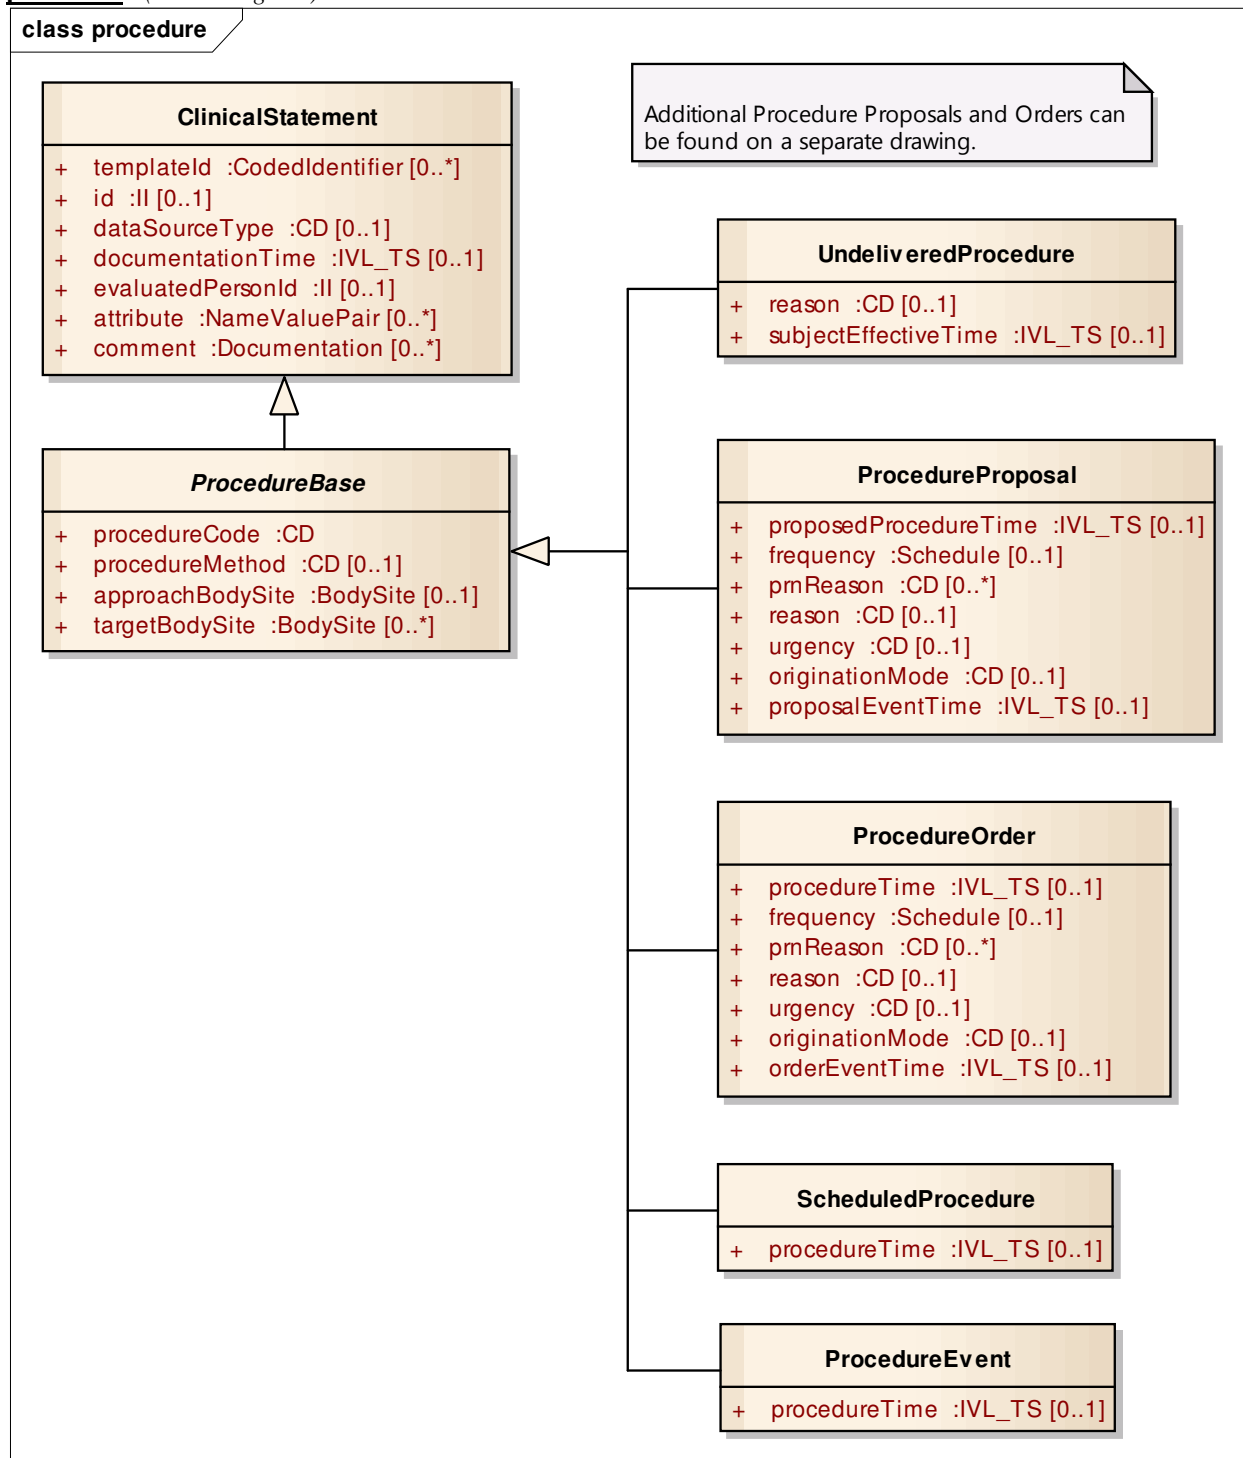 class procedure
ClinicalStatement
+ templateId :CodedIdentifier [0..*]
+ id :II [0..1]
+ dataSourceType :CD [0..1]
+ documentationTime :IVL_TS [0..1]
+ evaluatedPersonId :II [0..1]
+ attribute :NameValuePair [0..*]
+ comment :Documentation [0..*]
Additional Procedure Proposals and Orders can
be found on a separate drawing.
ProcedureBase
+ procedureCode :CD
+ procedureMethod :CD [0..1]
+ approachBodySite :BodySite [0..1]
+ targetBodySite :BodySite [0..*]
UndeliveredProcedure
+ reason :CD [0..1]
+ subjectEffectiveTime :IVL_TS [0..1]
ProcedureProposal
+ proposedProcedureTime :IVL_TS [0..1]
+ frequency :Schedule [0..1]
+ prnReason :CD [0..*]
+ reason :CD [0..1]
+ urgency :CD [0..1]
+ originationMode :CD [0..1]
+ proposalEventTime :IVL_TS [0..1]
ProcedureOrder
+ procedureTime :IVL_TS [0..1]
+ frequency :Schedule [0..1]
+ prnReason :CD [0..*]
+ reason :CD [0..1]
+ urgency :CD [0..1]
+ originationMode :CD [0..1]
+ orderEventTime :IVL_TS [0..1]
ScheduledProcedure
+ procedureTime :IVL_TS [0..1]
ProcedureEvent
+ procedureTime :IVL_TS [0..1]